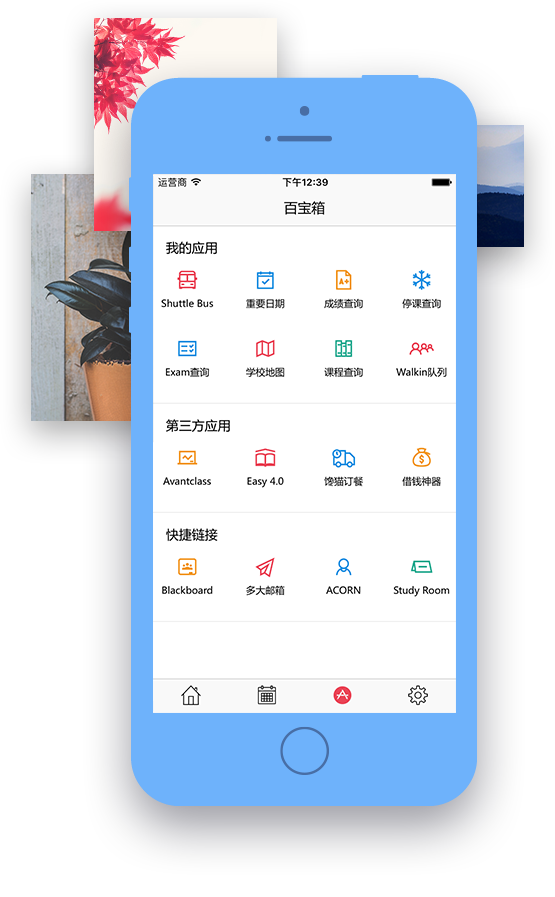 运营商 下午12:39
百宝箱
我的应用
Shuttle Bus 重要日期 成绩查询 停课查询
Exam查询 学校地图 课程查询 Walkin队列
第三方应用
Avantclass Easy 4.0 馋猫订餐 借钱神器
快捷链接
Blackboard 多大邮箱 ACORN Study Room